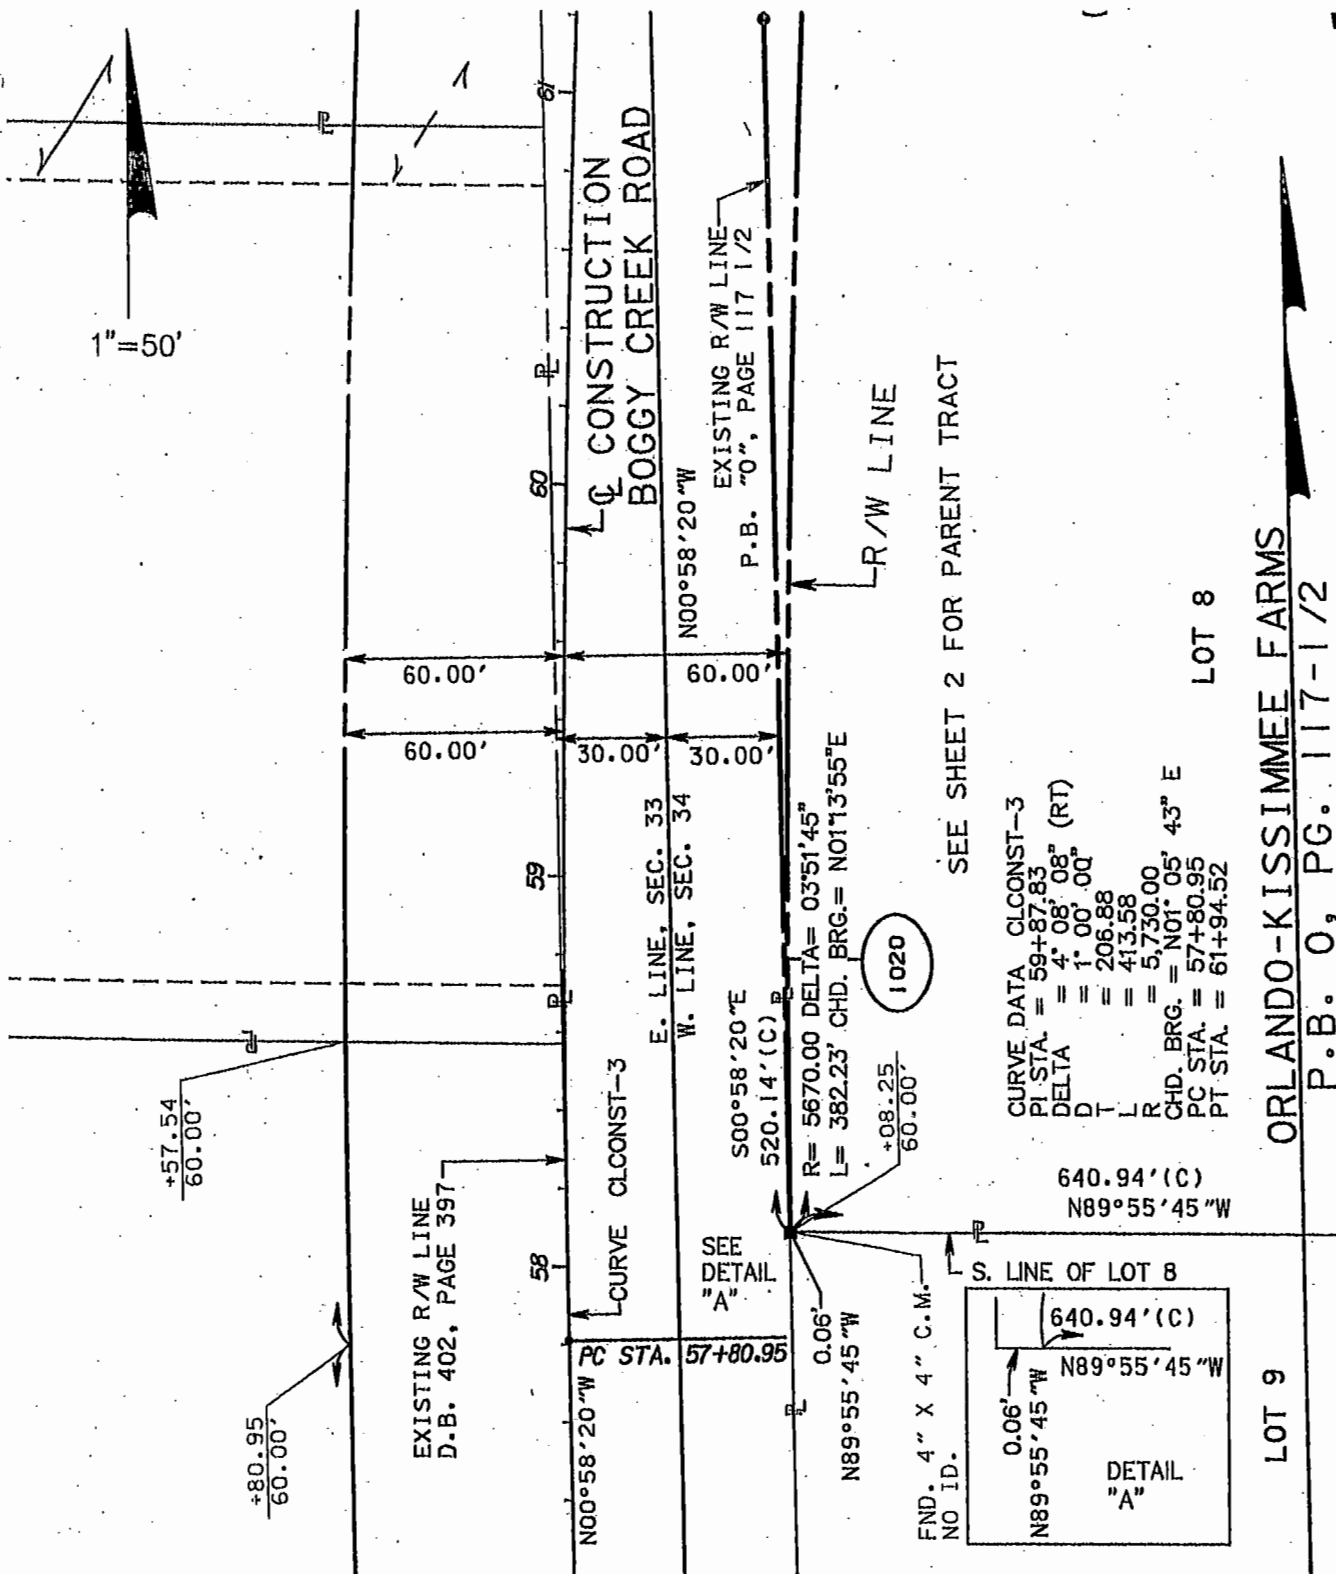 1"=50'
61
℄ CONSTRUCTION
BOGGY CREEK ROAD
EXISTING R/W LINE
P.B. "O", PAGE 117 1/2
60
N00°58'20"W
R/W LINE
SEE SHEET 2 FOR PARENT TRACT
60.00'
60.00'
60.00'
30.00'
30.00'
LOT 8
ORLANDO-KISSIMMEE FARMS
P.B. O, PG. 117-1/2
59
E. LINE, SEC. 33
W. LINE, SEC. 34
R= 5670.00 DELTA= 03°51'45"
L= 382.23' CHD. BRG.= N01°13'55"E
S00°58'20"E
520.14'(C)
1020
CURVE DATA CLCONST-3
PI STA. = 59+87.83
DELTA = 4° 08' 08" (RT)
D = 1° 00' 00"
T = 206.88
L = 413.58
R = 5,730.00
CHD. BRG. = N01° 05' 43" E
PC STA. = 57+80.95
PT STA. = 61+94.52
+57.54
60.00'
+08.25
60.00'
640.94'(C)
N89°55'45"W
EXISTING R/W LINE
D.B. 402, PAGE 397
58
CURVE CLCONST-3
SEE
DETAIL
"A"
S. LINE OF LOT 8
PC STA. 57+80.95
N00°58'20"W
0.06'
N89°55'45"W
FND. 4" X 4" C.M.
NO ID.
+80.95
60.00'
640.94'(C)
N89°55'45"W
0.06'
N89°55'45"W
DETAIL
"A"
LOT 9